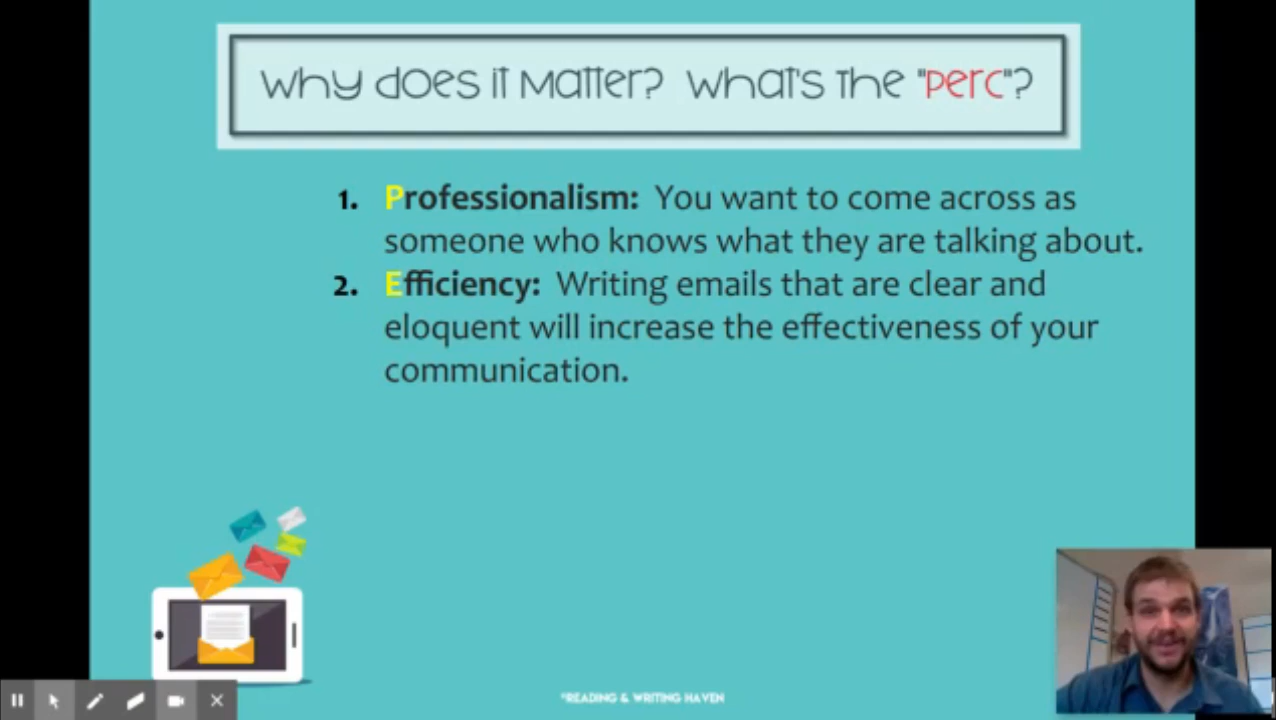 Why does it Matter? What's the "Perc"?
1. Professionalism: You want to come across as
someone who knows what they are talking about.
2. Efficiency: Writing emails that are clear and
eloquent will increase the effectiveness of your
communication.
*READING & WRITING HAVEN